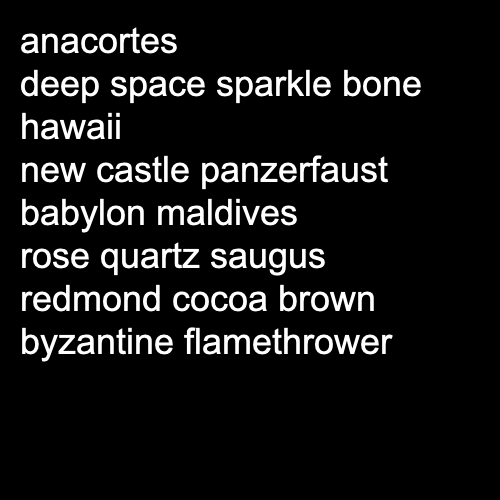 anacortes
deep space sparkle bone
hawaii
new castle panzerfaust
babylon maldives
rose quartz saugus
redmond cocoa brown
byzantine flamethrower